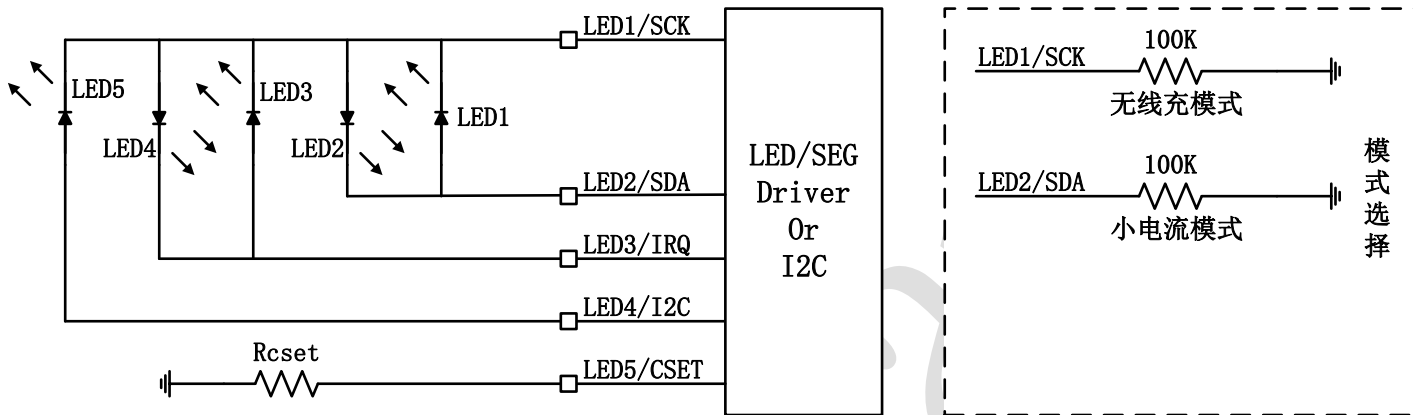 LED1/SCK
LED5
LED3
LED1
LED4
LED2
LED2/SDA
LED3/IRQ
LED4/I2C
Rcset
LED5/CSET
LED/SEG
Driver
Or
I2C
LED1/SCK
100K
无线充模式
LED2/SDA
100K
小电流模式
模
式
选
择